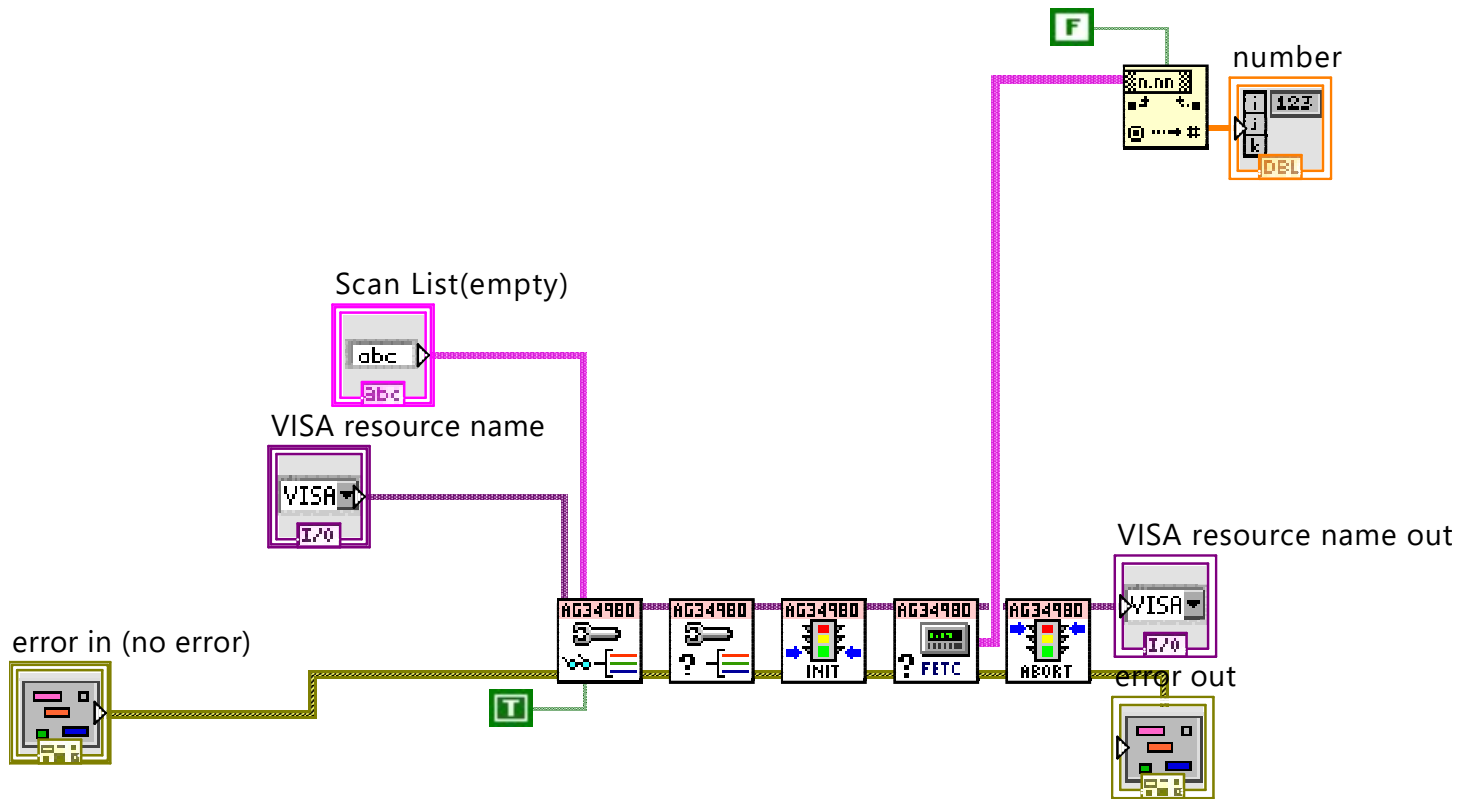 F
number
n.nn
123
i
j
k
DBL
Scan List(empty)
abc
abc
VISA resource name
VISA
I/O
VISA resource name out
VISA
I/O
AG34980
AG34980
?
AG34980
INIT
AG34980
? FETC
AG34980
ABORT
error in (no error)
T
error out